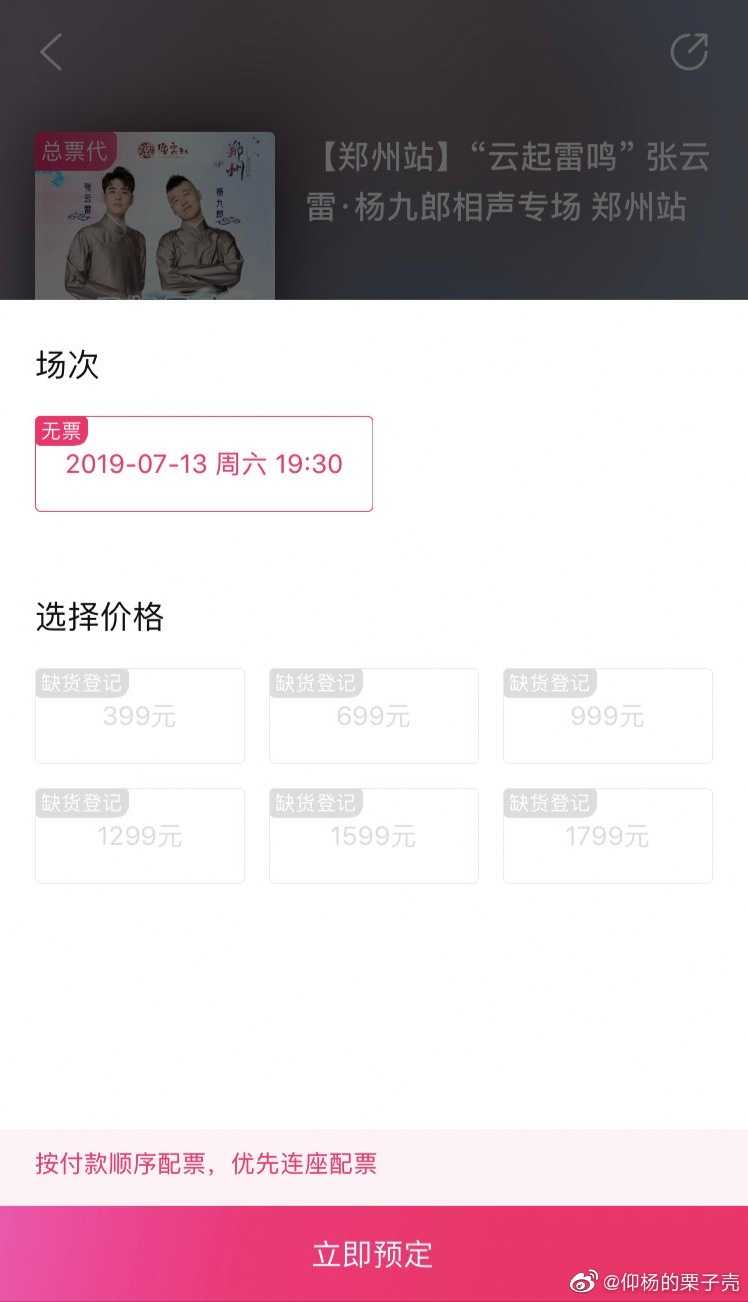 总票代
德云社
郑州
张云雷
杨九郎
【郑州站】“云起雷鸣” 张云
雷·杨九郎相声专场 郑州站
场次
无票
2019-07-13 周六 19:30
选择价格
缺货登记
399元
缺货登记
699元
缺货登记
999元
缺货登记
1299元
缺货登记
1599元
缺货登记
1799元
按付款顺序配票，优先连座配票
立即预定
@仰杨的栗子壳